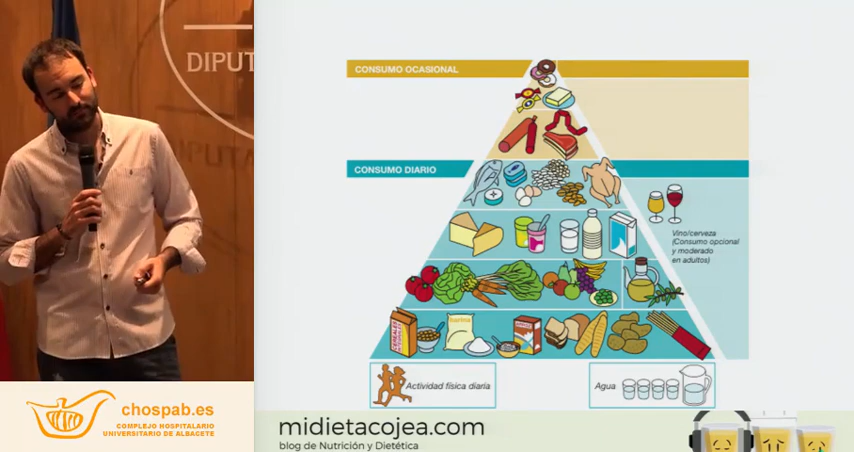 DIPUT
CONSUMO OCASIONAL
CONSUMO DIARIO
Vino/cerveza
(Consumo opcional
y moderado
en adultos)
harina
Actividad física diaria
Agua
chospab.es
COMPLEJO HOSPITALARIO
UNIVERSITARIO DE ALBACETE
midietacojea.com
blog de Nutrición y Dietética